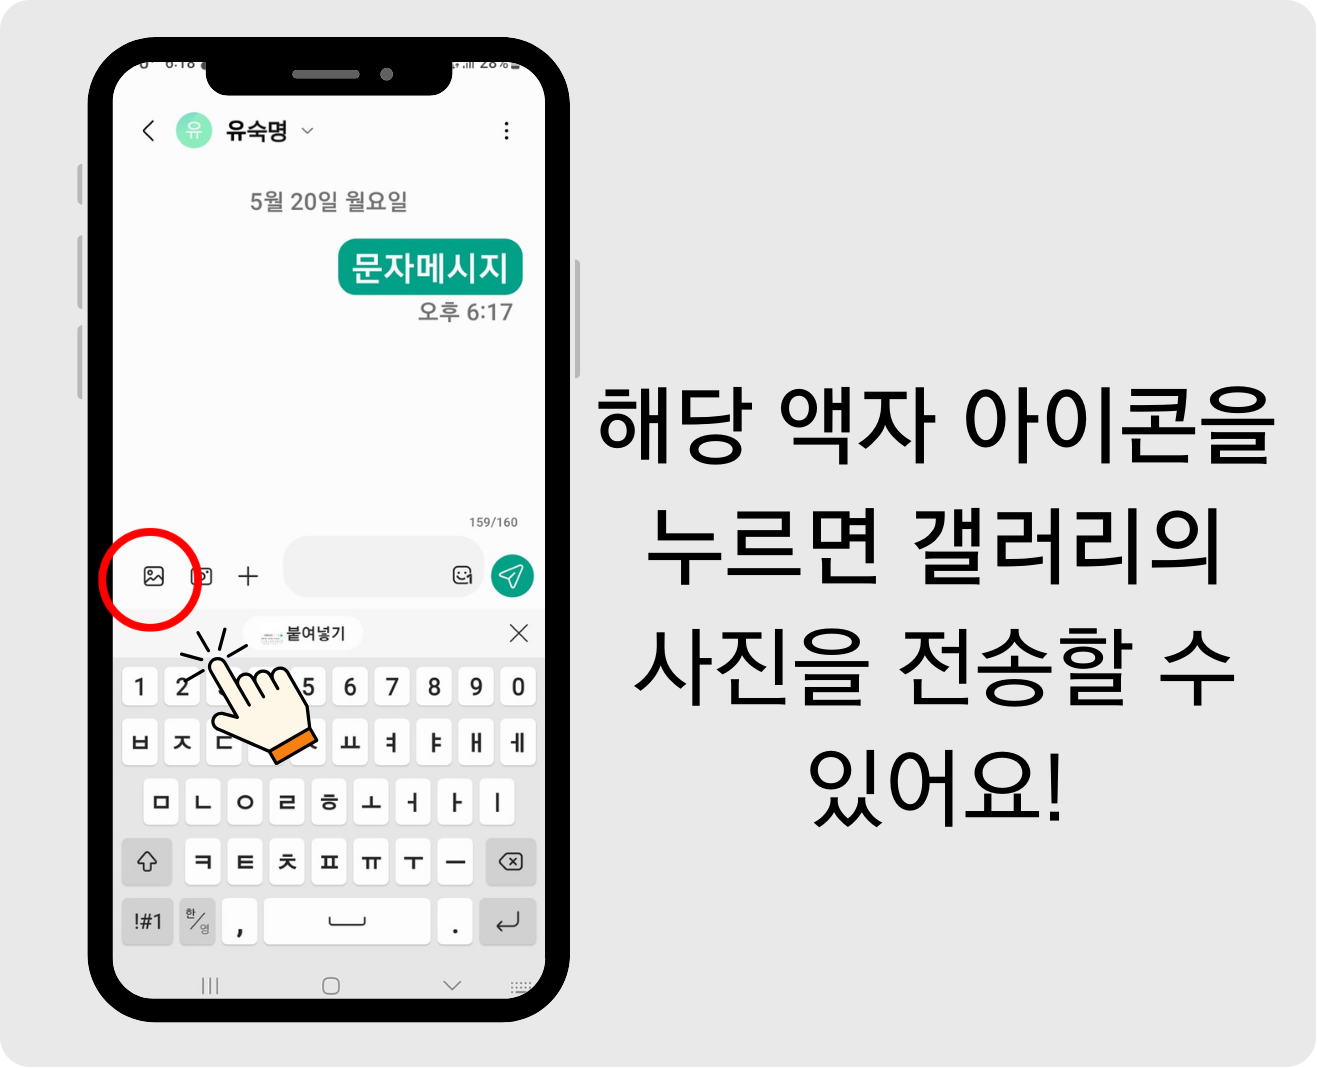 유 유숙명
5월 20일 월요일
문자메시지
오후 6:17
159/160
붙여넣기
1 2 5 6 7 8 9 0
ㅂ ㅈ ㄷ ㅛ ㅕ ㅑ ㅐ ㅔ
ㅁ ㄴ ㅇ ㄹ ㅎ ㅗ ㅓ ㅏ ㅣ
ㅋ ㅌ ㅊ ㅍ ㅠ ㅜ ㅡ
!#1 한/영 , .
해당 액자 아이콘을
누르면 갤러리의
사진을 전송할 수
있어요!